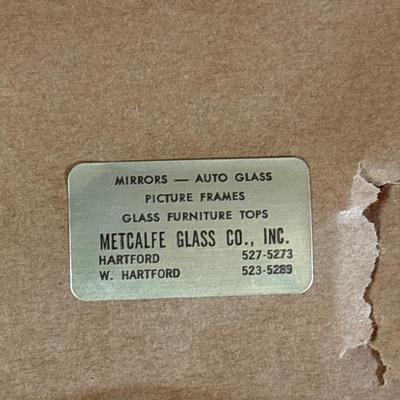 MIRRORS — AUTO GLASS
PICTURE FRAMES
GLASS FURNITURE TOPS
METCALFE GLASS CO., INC.
HARTFORD 527-5273
W. HARTFORD 523-5289